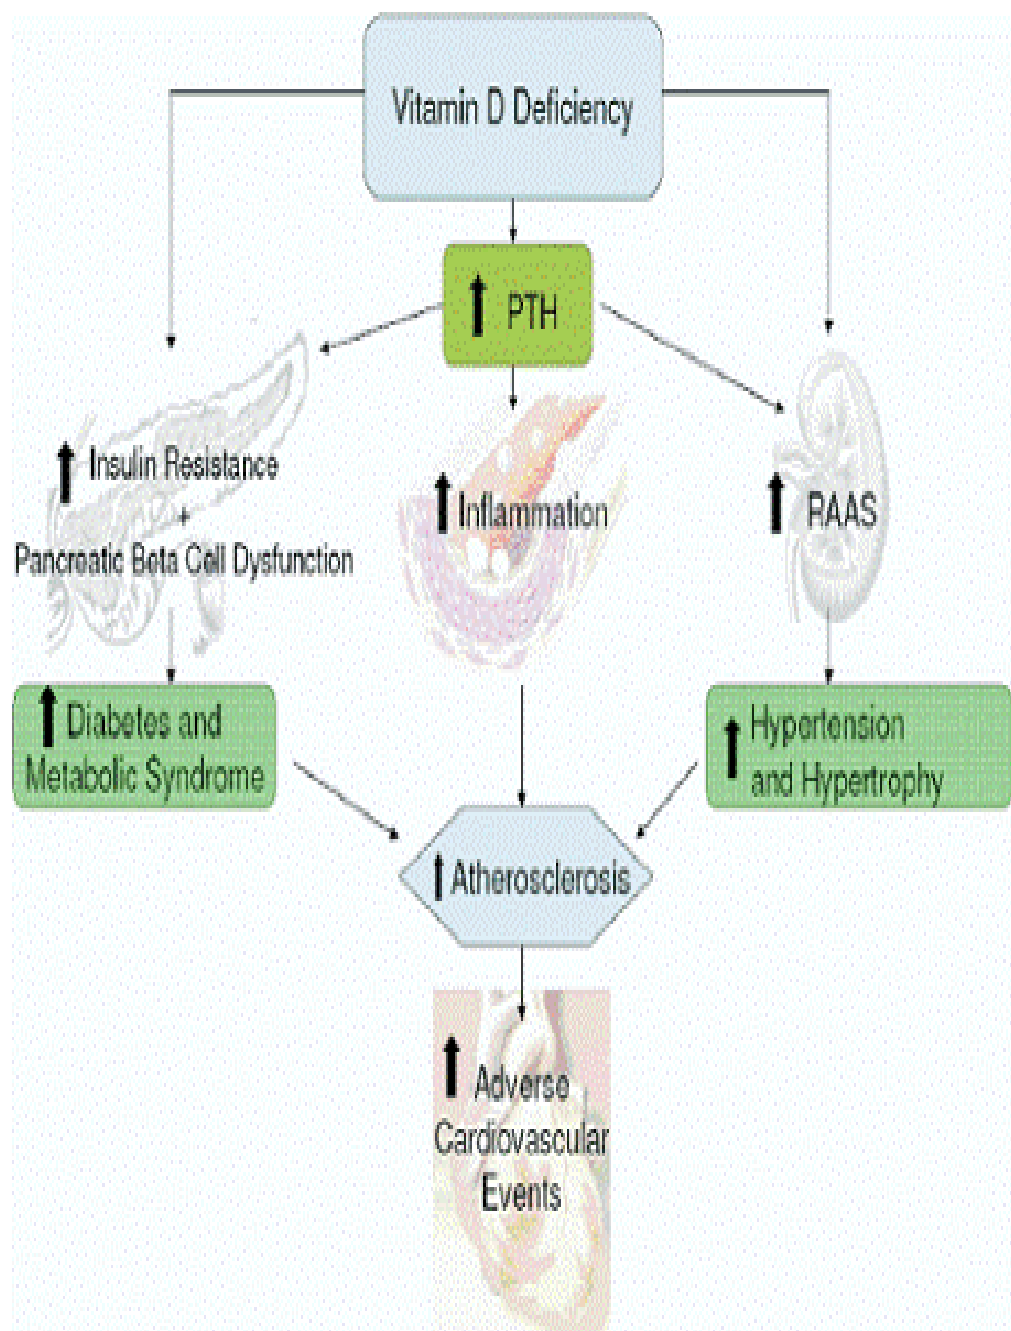 Vitamin D Deficiency
PTH
Insulin Resistance
+
Pancreatic Beta Cell Dysfunction
Inflammation
RAAS
Diabetes and
Metabolic Syndrome
Hypertension
and Hypertrophy
Atherosclerosis
Adverse
Cardiovascular
Events